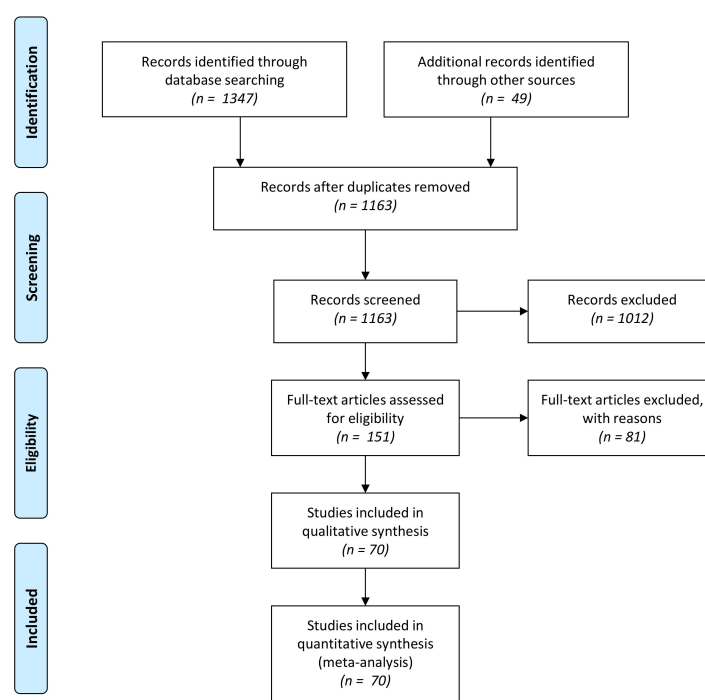 Identification
Records identified through
database searching
(n = 1347)
Additional records identified
through other sources
(n = 49)
Records after duplicates removed
(n = 1163)
Screening
Records screened
(n = 1163)
Records excluded
(n = 1012)
Eligibility
Full-text articles assessed
for eligibility
(n = 151)
Full-text articles excluded,
with reasons
(n = 81)
Studies included in
qualitative synthesis
(n = 70)
Included
Studies included in
quantitative synthesis
(meta-analysis)
(n = 70)